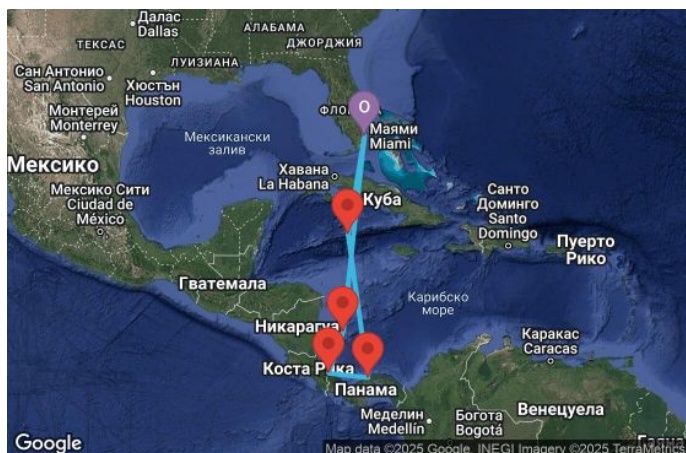 Далас
Dallas
АЛАБАМА
ТЕКСАС
ДЖОРДЖИЯ
ЛУИЗИАНА
Сан Антонио
San Antonio
Хюстън
Houston
ФЛО
O
Монтерей
Monterrey
Маями
Miami
Мексикански
залив
Мексико
Хавана
La Habana
Куба
Мексико Сити
Ciudad de
México
Санто
Доминго
Santo
Domingo
Пуерто
Рико
Гватемала
Карибско
море
Никарагуа
Каракас
Caracas
Коста Рика
Панама
Меделин
Medellín
Богота
Bogotá
Венецуела
Google
Map data ©2025 Google, INEGI Imagery ©2025 TerraMetrics